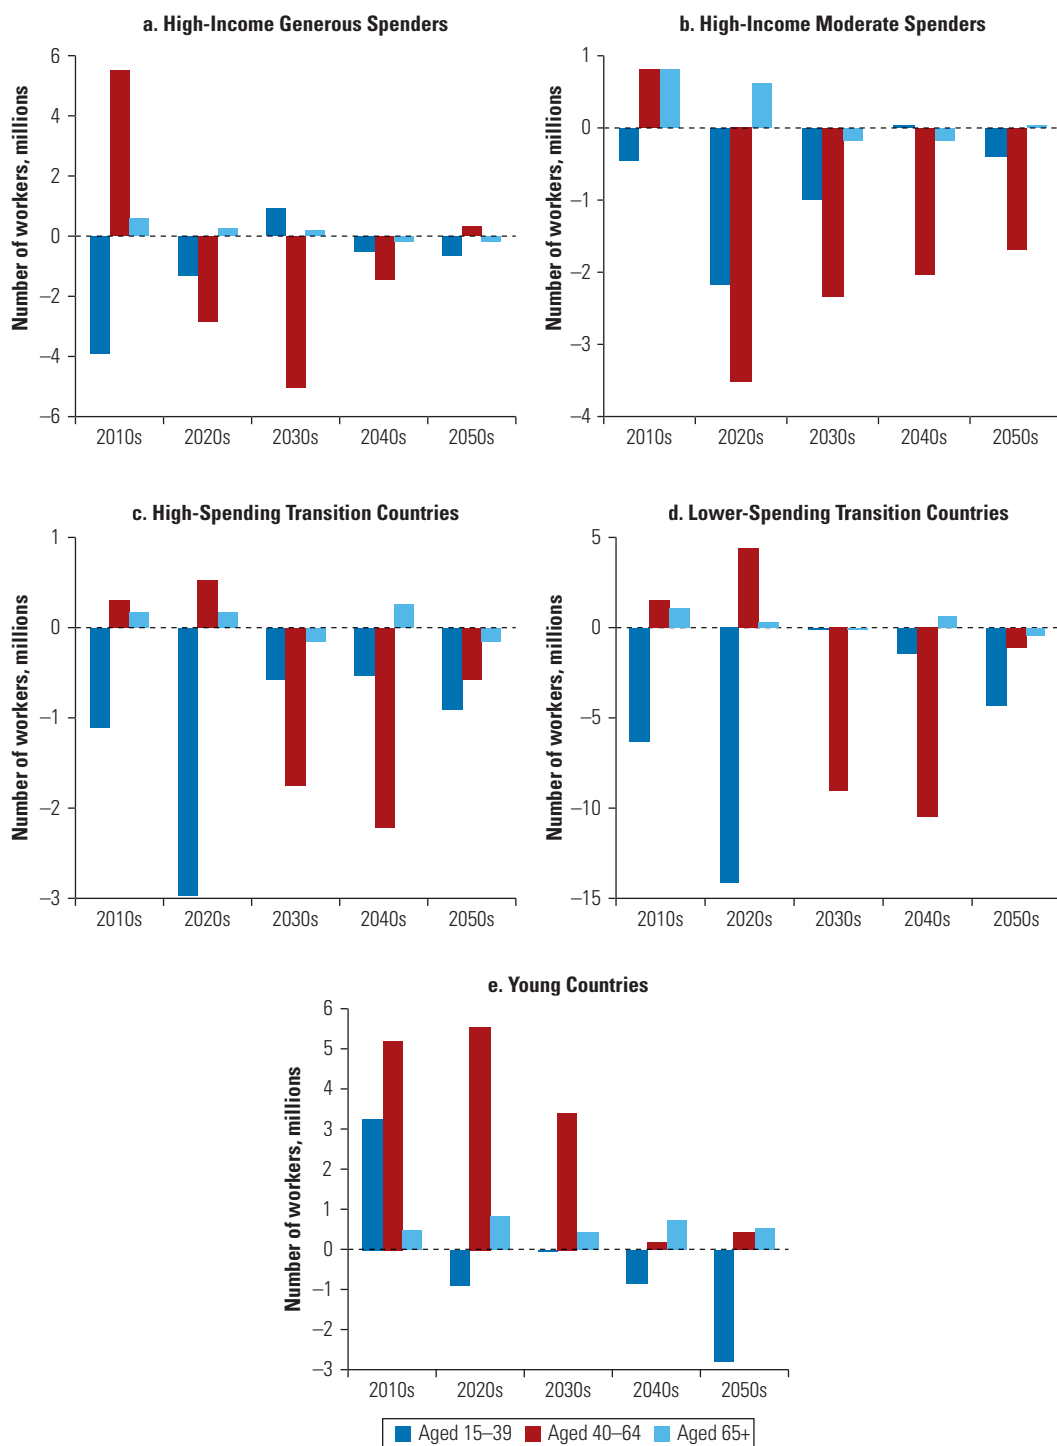 a. High-Income Generous Spenders
Number of workers, millions
6
4
2
0
–2
–4
–6
2010s 2020s 2030s 2040s 2050s
b. High-Income Moderate Spenders
Number of workers, millions
1
0
–1
–2
–3
–4
2010s 2020s 2030s 2040s 2050s
c. High-Spending Transition Countries
Number of workers, millions
1
0
–1
–2
–3
2010s 2020s 2030s 2040s 2050s
d. Lower-Spending Transition Countries
Number of workers, millions
5
0
–5
–10
–15
2010s 2020s 2030s 2040s 2050s
e. Young Countries
Number of workers, millions
6
5
4
3
2
1
0
–1
–2
–3
2010s 2020s 2030s 2040s 2050s
Aged 15–39 Aged 40–64 Aged 65+